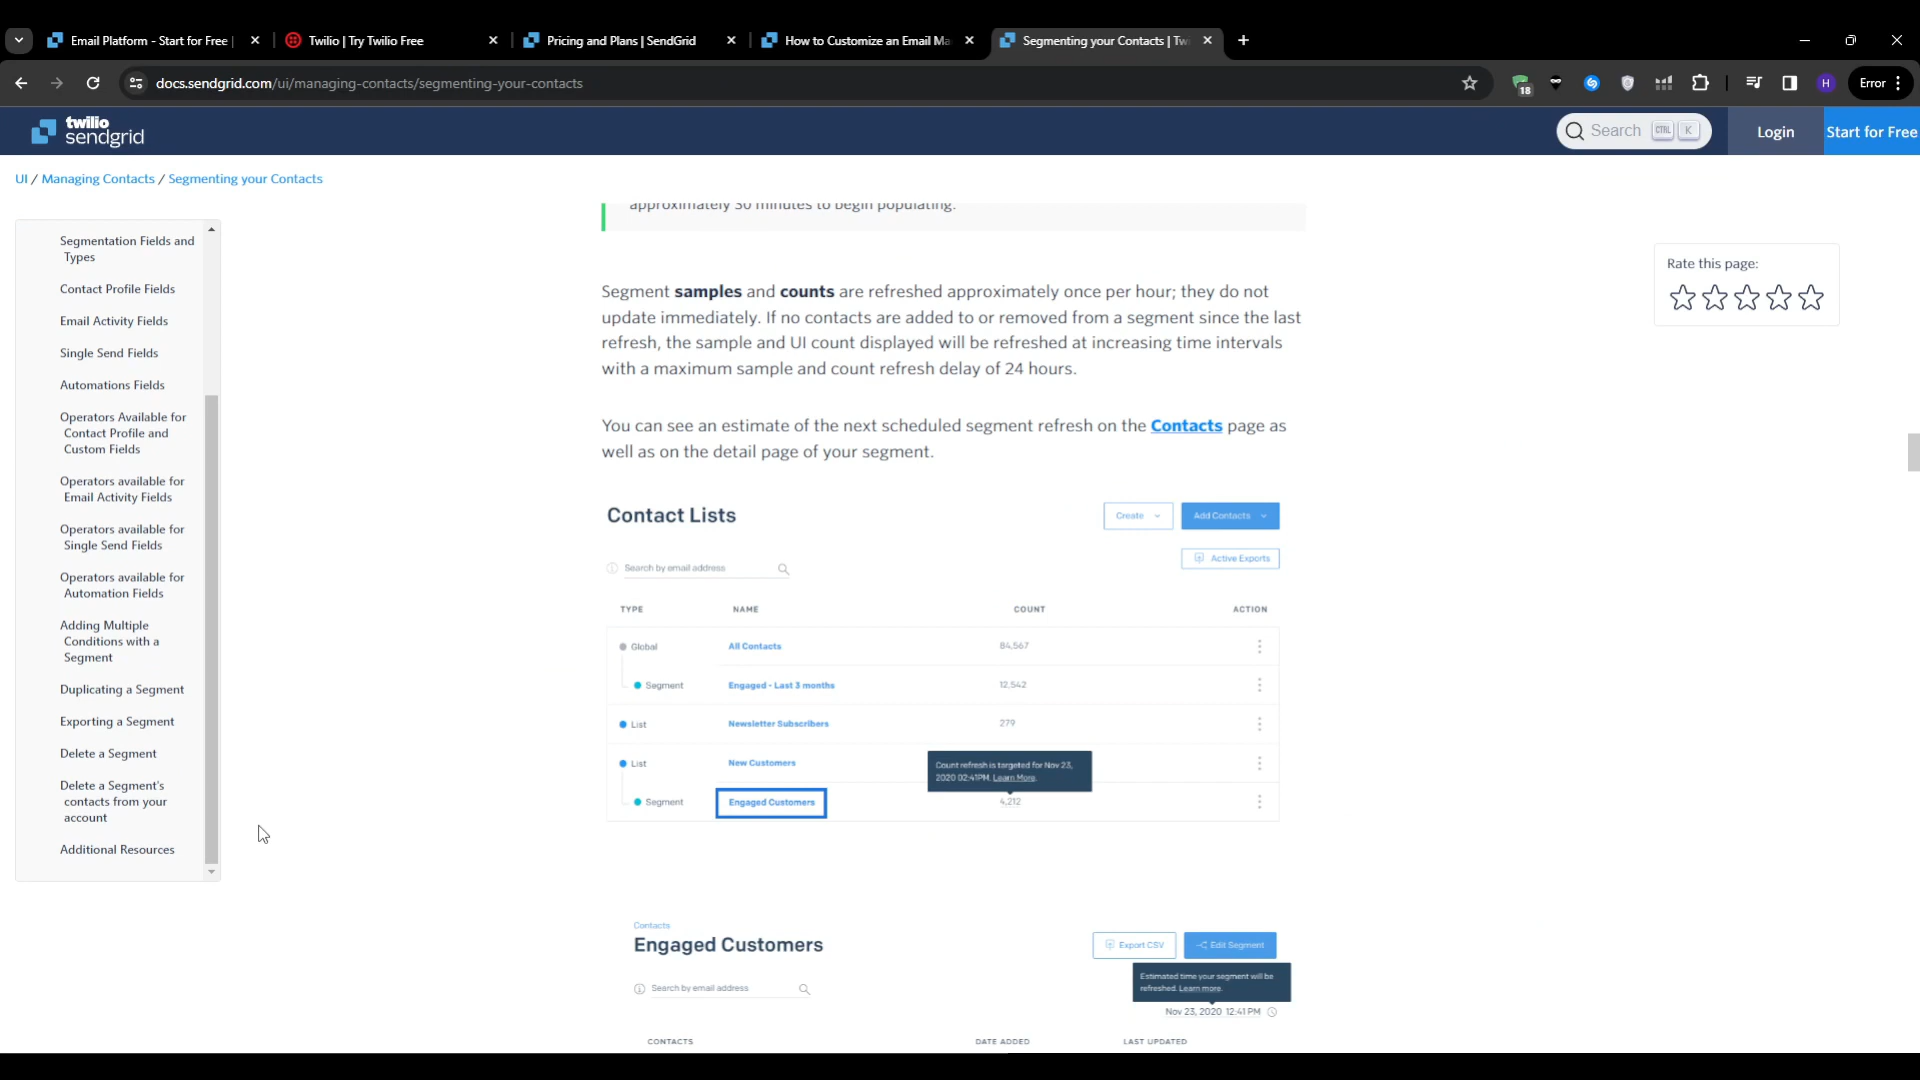 Email Platform - Start for Free |
Twilio | Try Twilio Free
Pricing and Plans | SendGrid
How to Customize an Email Ma
Segmenting your Contacts | Tw
docs.sendgrid.com/ui/managing-contacts/segmenting-your-contacts
18
H
Error
twilio
sendgrid
Search CTRL K
Login
Start for Free
UI / Managing Contacts / Segmenting your Contacts
Segmentation Fields and
Types
Contact Profile Fields
Email Activity Fields
Single Send Fields
Automations Fields
Operators Available for
Contact Profile and
Custom Fields
Operators available for
Email Activity Fields
Operators available for
Single Send Fields
Operators available for
Automation Fields
Adding Multiple
Conditions with a
Segment
Duplicating a Segment
Exporting a Segment
Delete a Segment
Delete a Segment's
contacts from your
account
Additional Resources
approximately 30 minutes to begin populating.
Segment samples and counts are refreshed approximately once per hour; they do not
update immediately. If no contacts are added to or removed from a segment since the last
refresh, the sample and UI count displayed will be refreshed at increasing time intervals
with a maximum sample and count refresh delay of 24 hours.
You can see an estimate of the next scheduled segment refresh on the Contacts page as
well as on the detail page of your segment.
Contact Lists
Create
Add Contacts
Active Exports
Search by email address
TYPE NAME COUNT ACTION
Global All Contacts 84,567
Segment Engaged - Last 3 months 12,542
List Newsletter Subscribers 279
List New Customers
Count refresh is targeted for Nov 23,
2020 02:41PM. Learn More.
Segment Engaged Customers 4,212
Contacts
Engaged Customers
Export CSV
Edit Segment
Estimated time your segment will be
refreshed. Learn more.
Search by email address
Nov 23, 2020 12:41 PM
CONTACTS DATE ADDED LAST UPDATED
Rate this page: